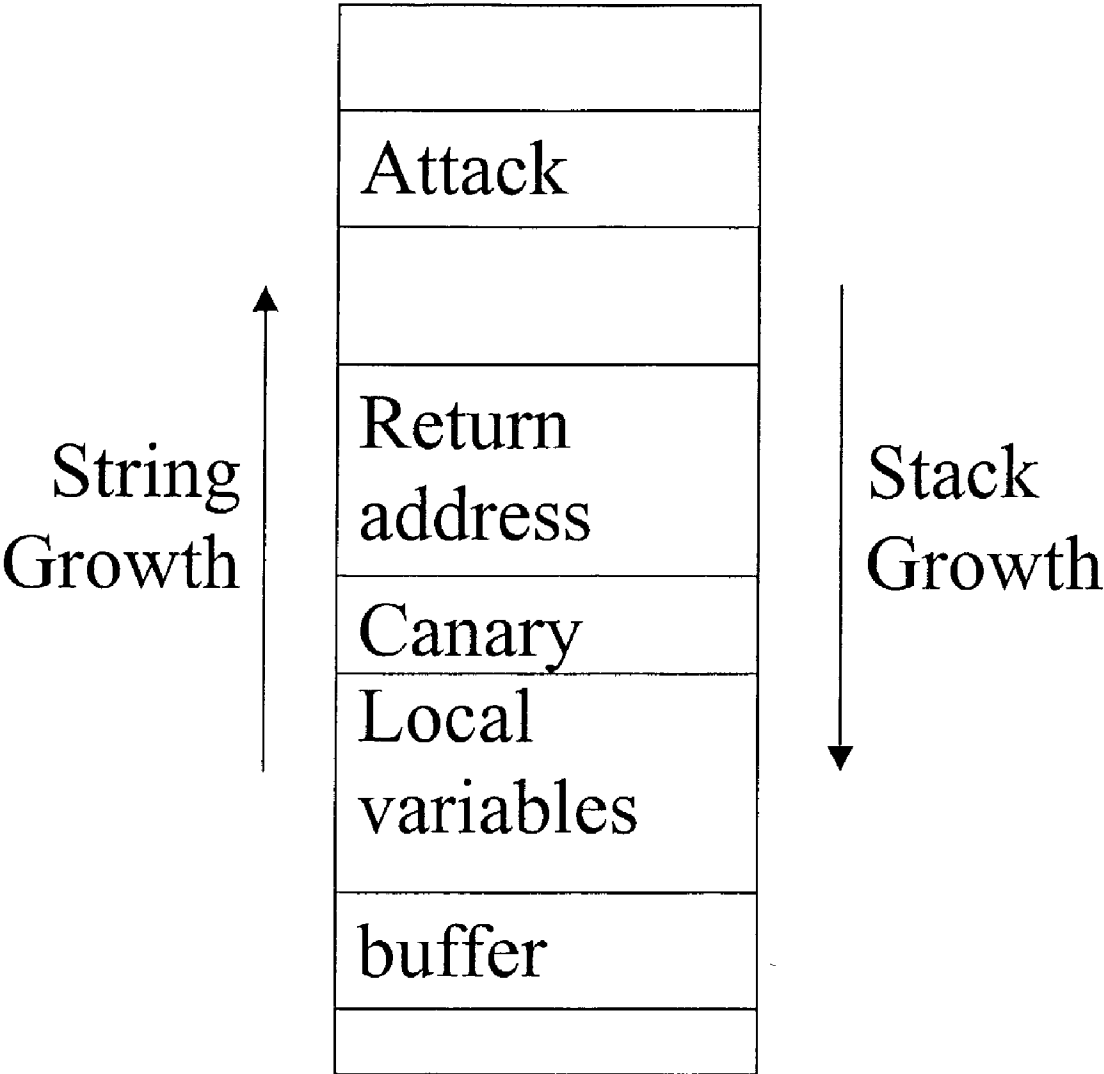 Attack
Return
address
String
Growth
Stack
Growth
Canary
Local
variables
buffer